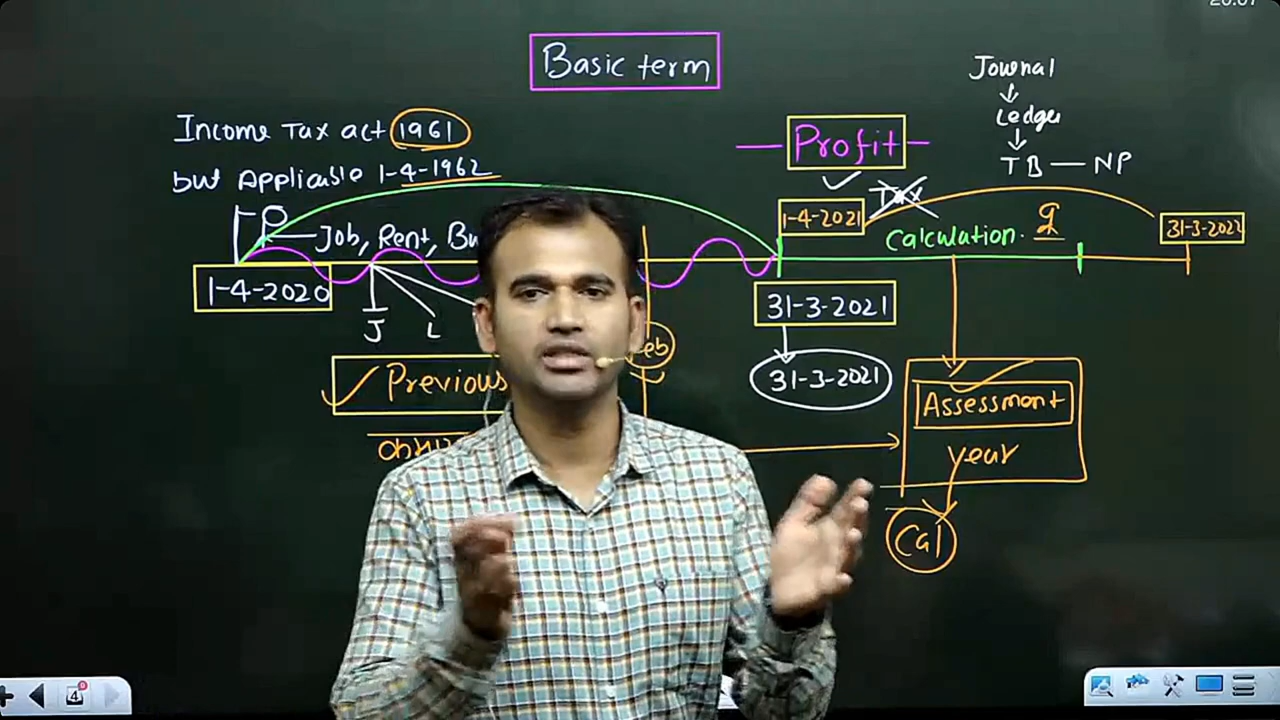 Basic term
Journal
Ledger
TB — NP
Income Tax act 1961
but Applicable 1-4-1962
Profit
Tax
1-4-2021
Calculation.
31-3-2022
Job, Rent, Bu
1-4-2020
31-3-2021
J
L
Previous
31-3-2021
Assessment
year
Cal
4